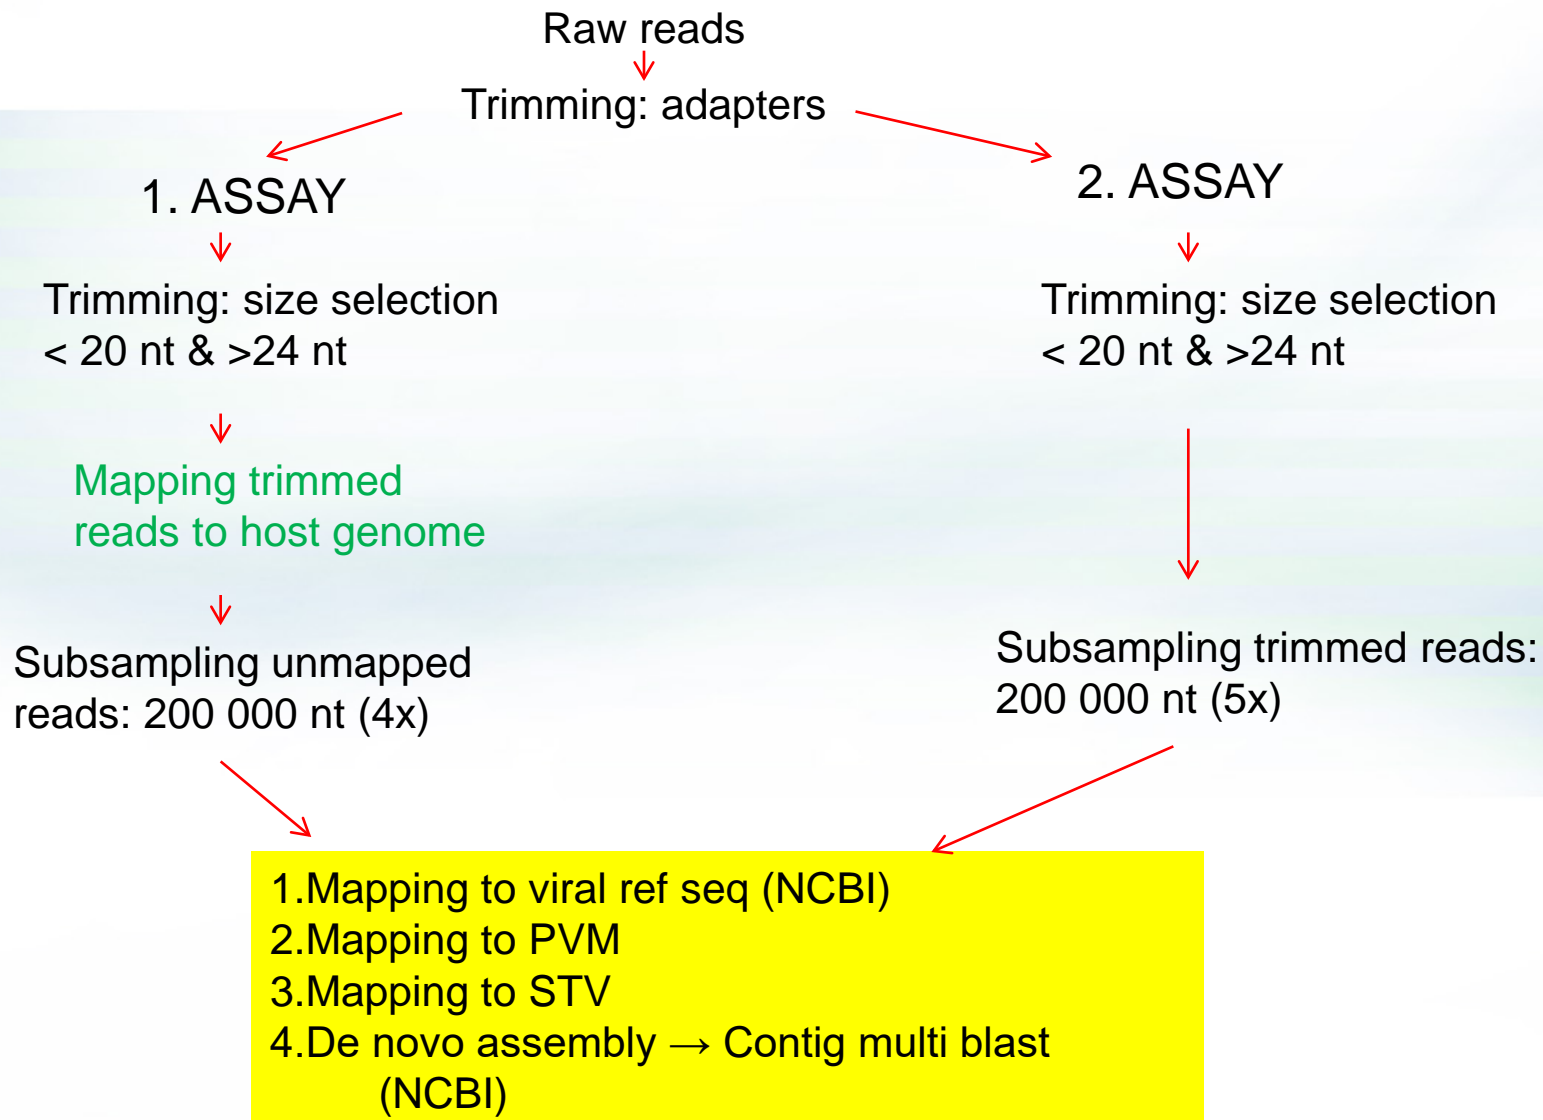 Raw reads
Trimming: adapters
1. ASSAY
Trimming: size selection
< 20 nt & >24 nt
Mapping trimmed
reads to host genome
Subsampling unmapped
reads: 200 000 nt (4x)
2. ASSAY
Trimming: size selection
< 20 nt & >24 nt
Subsampling trimmed reads:
200 000 nt (5x)
1.Mapping to viral ref seq (NCBI)
2.Mapping to PVM
3.Mapping to STV
4.De novo assembly → Contig multi blast
(NCBI)